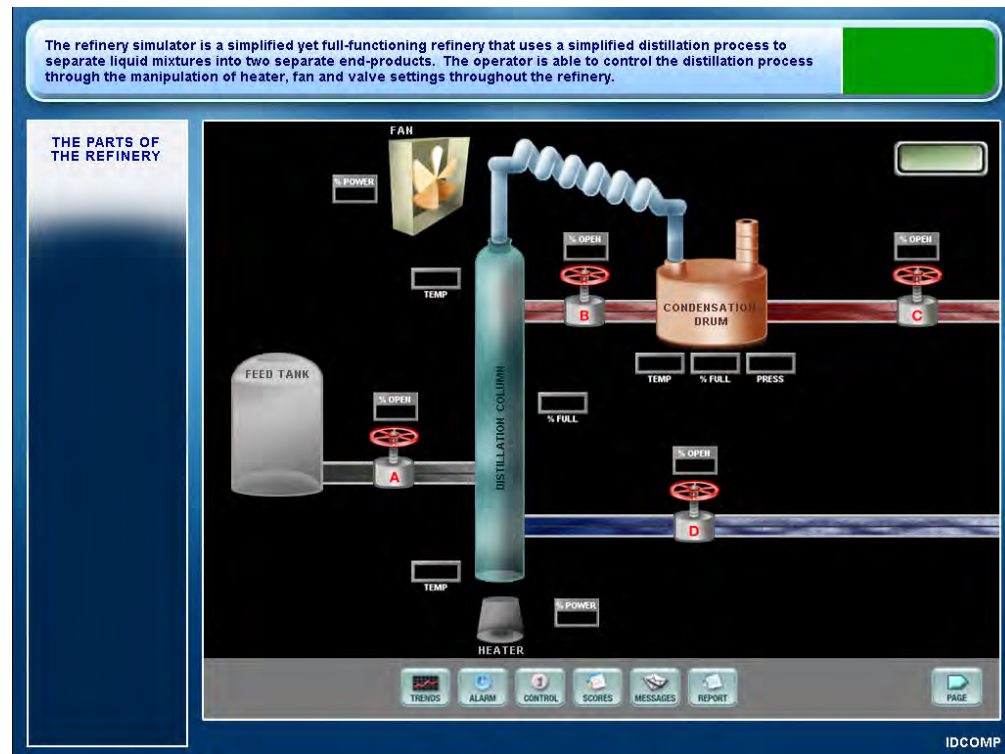 The refinery simulator is a simplified yet full-functioning refinery that uses a simplified distillation process to
separate liquid mixtures into two separate end-products.  The operator is able to control the distillation process
through the manipulation of heater, fan and valve settings throughout the refinery.
THE PARTS OF
THE REFINERY
FAN
% POWER
% OPEN
% OPEN
TEMP
B
CONDENSATION
DRUM
C
TEMP
% FULL
PRESS
FEED TANK
% OPEN
DISTILLATION COLUMN
% FULL
A
% OPEN
D
TEMP
% POWER
HEATER
TRENDS
ALARM
CONTROL
SCORES
MESSAGES
REPORT
PAGE
IDCOMP